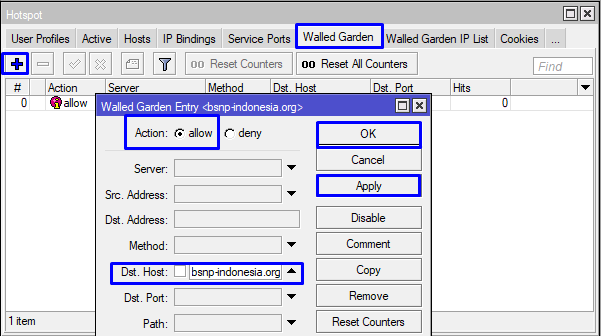 Hotspot
User Profiles Active Hosts IP Bindings Service Ports Walled Garden Walled Garden IP List Cookies ...
00 Reset Counters 00 Reset All Counters Find
# Action Server Method Dst. Host Dst. Port Hits
0 allow 0
Walled Garden Entry <bsnp-indonesia.org>
Action: allow deny OK
Server: Cancel
Src. Address: Apply
Dst. Address: Disable
Method: Comment
Dst. Host: bsnp-indonesia.org Copy
Dst. Port: Remove
Path: Reset Counters
1 item